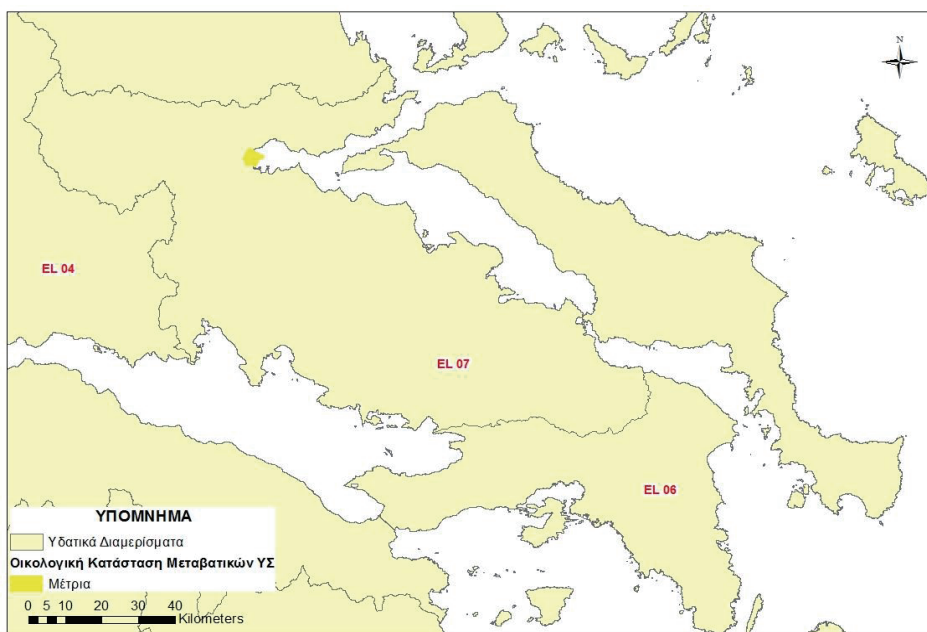 N
EL 04
EL 07
EL 06
ΥΠΟΜΝΗΜΑ
Υδατικά Διαμερίσματα
Οικολογική Κατάσταση Μεταβατικών ΥΣ
Μέτρια
0 5 10 20 30 40 Kilometers